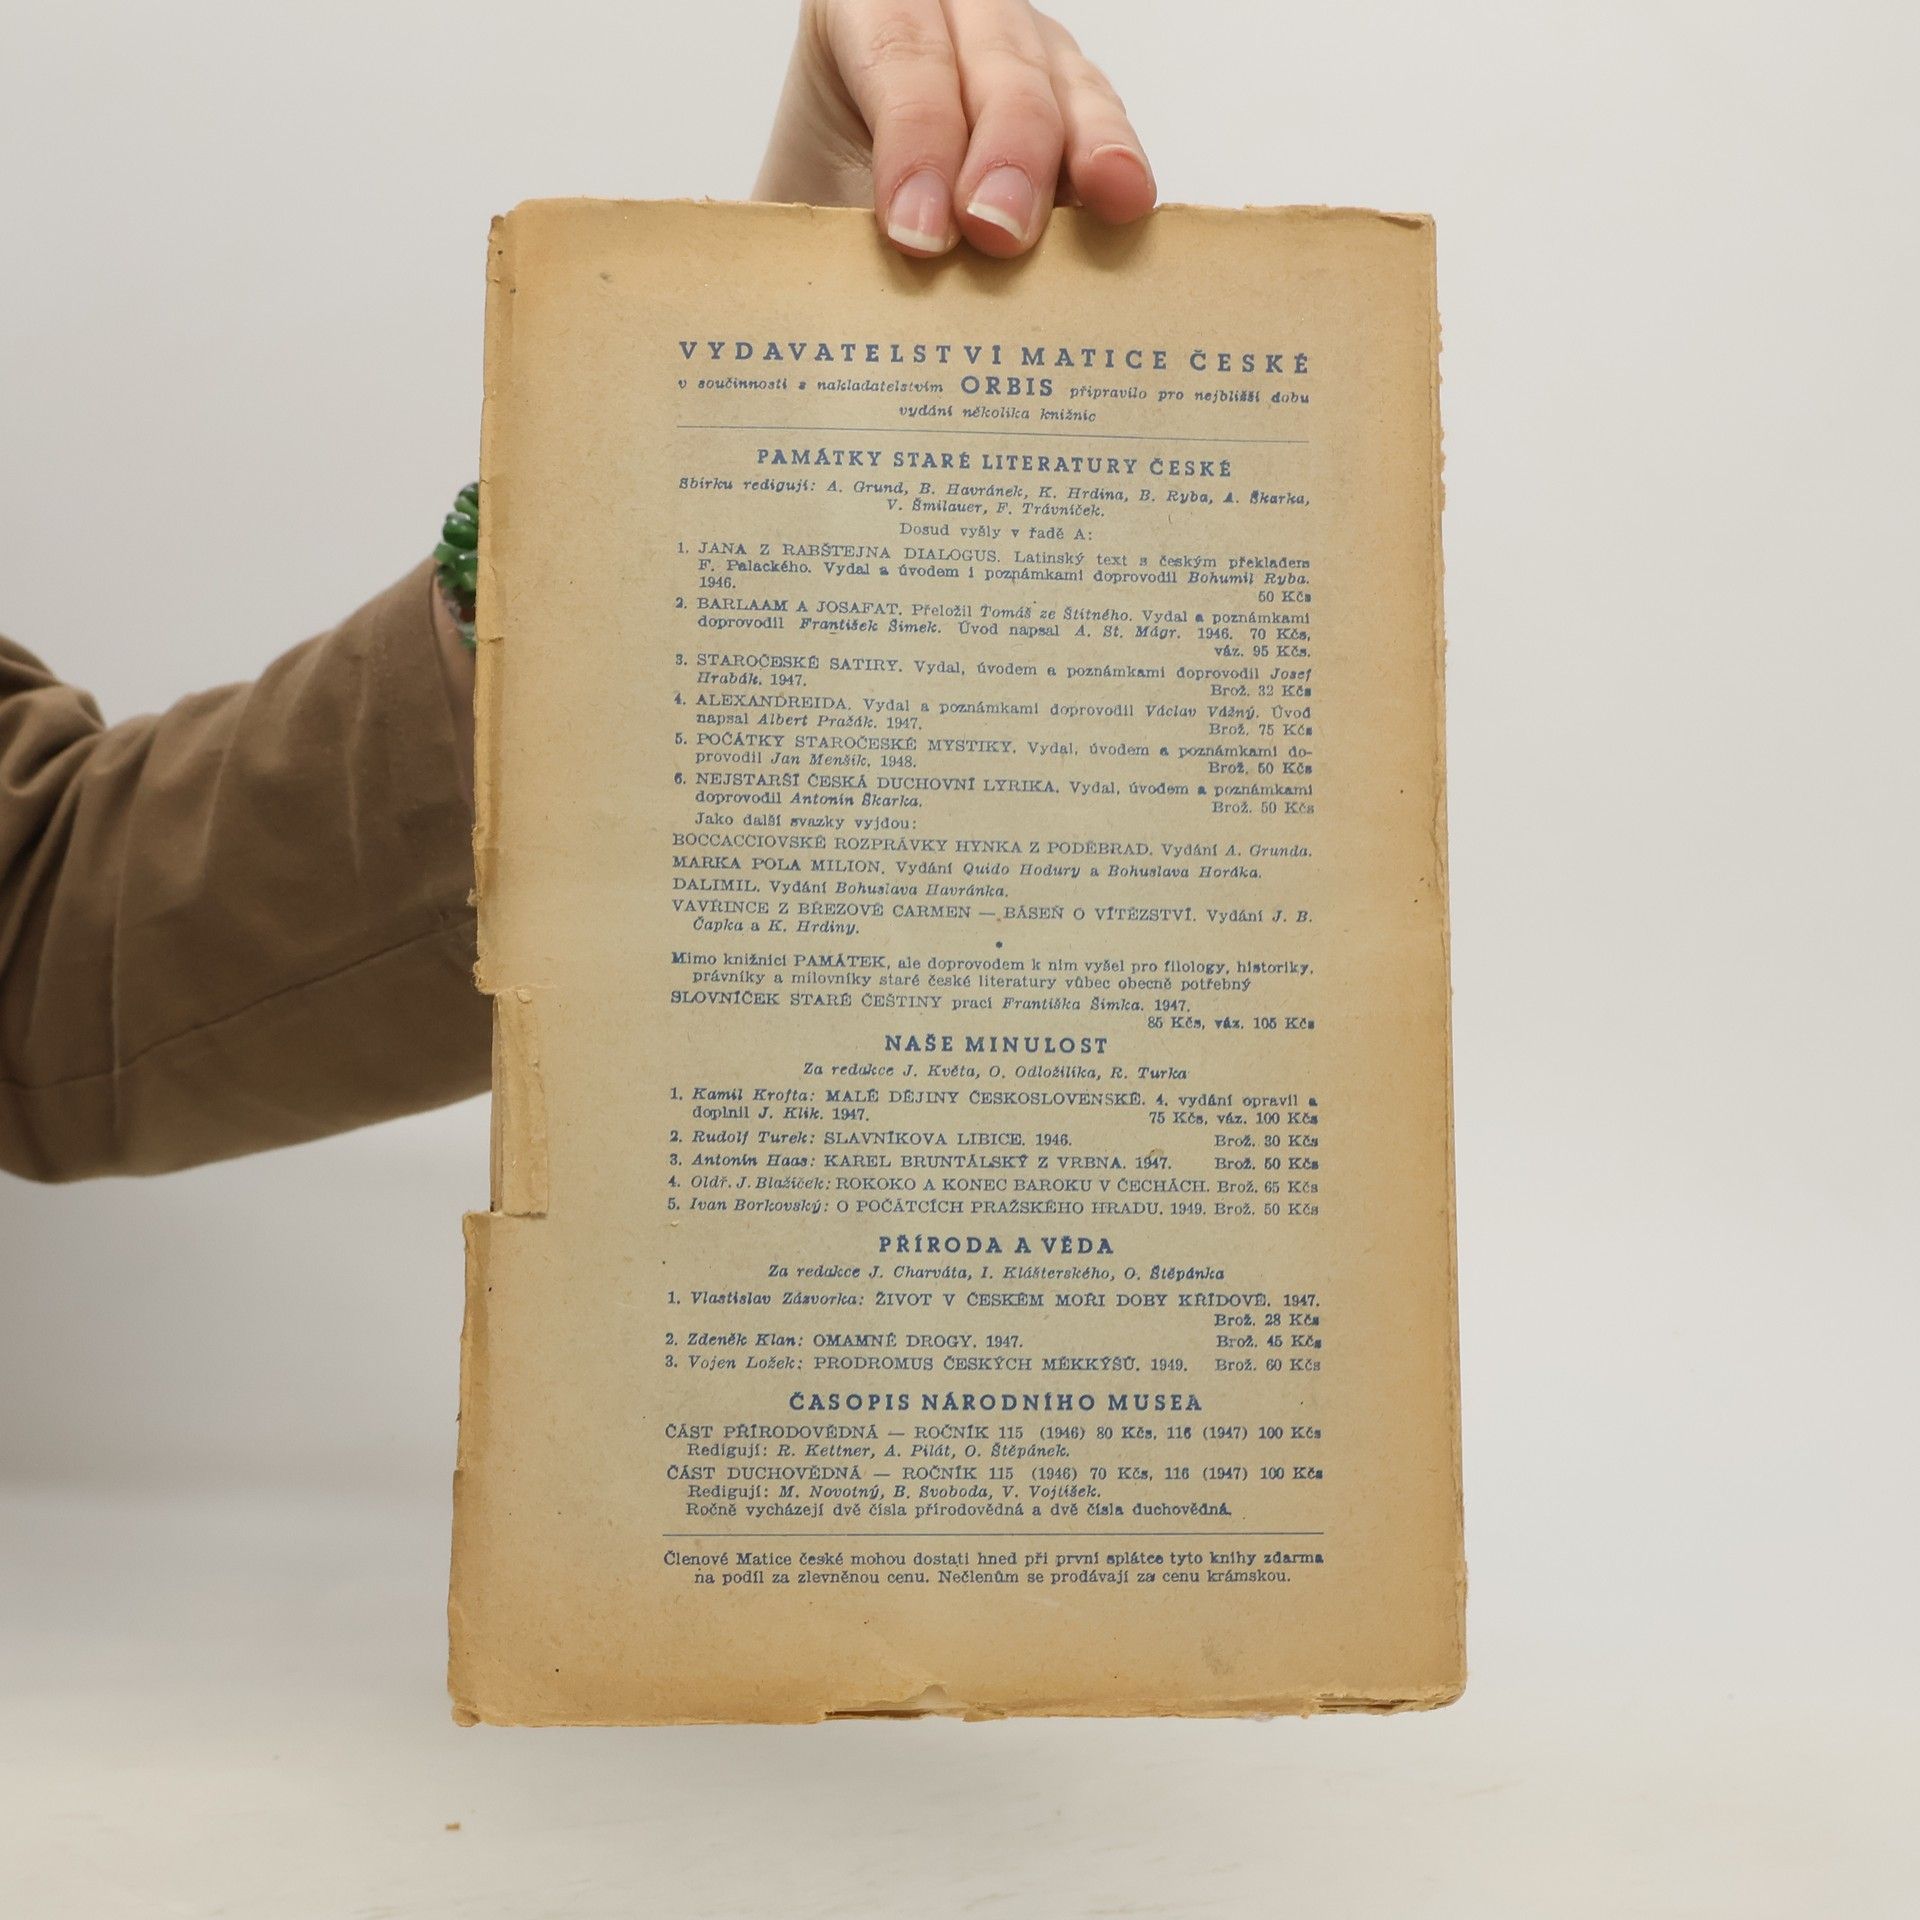 VYDAVATELSTVÍ MATICE ČESKÉ
v součinnosti s nakladatelstvím ORBIS připravilo pro nejbližší dobu
vydání několika knižnic
PAMÁTKY STARÉ LITERATURY ČESKÉ
Sbírku redigují: A. Grund, B. Havránek, K. Hrdina, B. Ryba, A. Škarka,
V. Šmilauer, F. Trávníček.
Dosud vyšly v řadě A:
1. JANA Z RABŠTEJNA DIALOGUS. Latinský text s českým překladem
F. Palackého. Vydal a úvodem i poznámkami doprovodil Bohumil Ryba.
1946. 50 Kčs
2. BARLAAM A JOSAFAT. Přeložil Tomáš ze Štítného. Vydal a poznámkami
doprovodil František Šimek. Úvod napsal A. St. Mágr. 1946. 70 Kčs,
váz. 95 Kčs.
3. STAROČESKÉ SATIRY. Vydal, úvodem a poznámkami doprovodil Josef
Hrabák. 1947. Brož. 32 Kčs
4. ALEXANDREIDA. Vydal a poznámkami doprovodil Václav Vážný. Úvod
napsal Albert Pražák. 1947. Brož. 75 Kčs
5. POČÁTKY STAROČESKÉ MYSTIKY. Vydal, úvodem a poznámkami do-
provodil Jan Menšík. 1948. Brož. 50 Kčs
6. NEJSTARŠÍ ČESKÁ DUCHOVNÍ LYRIKA. Vydal, úvodem a poznámkami
doprovodil Antonín Škarka. Brož. 50 Kčs
Jako další svazky vyjdou:
BOCCACCIOVSKÉ ROZPRÁVKY HYNKA Z PODĚBRAD. Vydání A. Grunda.
MARKA POLA MILION. Vydání Quido Hodury a Bohuslava Horáka.
DALIMIL. Vydání Bohuslava Havránka.
VAVŘINCE Z BŘEZOVÉ CARMEN — BÁSEŇ O VÍTĚZSTVÍ. Vydání J. B.
Čapka a K. Hrdiny.
•
Mimo knižnici PAMÁTEK, ale doprovodem k nim vyšel pro filology, historiky,
právníky a milovníky staré české literatury vůbec obecně potřebný
SLOVNÍČEK STARÉ ČEŠTINY prací Františka Šimka. 1947.
85 Kčs, váz. 105 Kčs
NAŠE MINULOST
Za redakce J. Květa, O. Odložilíka, R. Turka
1. Kamil Krofta: MALÉ DĚJINY ČESKOSLOVENSKÉ. 4. vydání opravil a
doplnil J. Klik. 1947. 75 Kčs, váz. 100 Kčs
2. Rudolf Turek: SLAVNÍKOVA LIBICE. 1946. Brož. 30 Kčs
3. Antonín Haas: KAREL BRUNTÁLSKÝ Z VRBNA. 1947. Brož. 50 Kčs
4. Oldř. J. Blažíček: ROKOKO A KONEC BAROKU V ČECHÁCH. Brož. 65 Kčs
5. Ivan Borkovský: O POČÁTCÍCH PRAŽSKÉHO HRADU. 1949. Brož. 50 Kčs
PŘÍRODA A VĚDA
Za redakce J. Charváta, I. Klášterského, O. Štěpánka
1. Vlastislav Zázvorka: ŽIVOT V ČESKÉM MOŘI DOBY KŘÍDOVÉ. 1947.
Brož. 28 Kčs
2. Zdeněk Klan: OMAMNÉ DROGY. 1947. Brož. 45 Kčs
3. Vojen Ložek: PRODROMUS ČESKÝCH MĚKKÝŠŮ. 1949. Brož. 60 Kčs
ČASOPIS NÁRODNÍHO MUSEA
ČÁST PŘÍRODOVĚDNÁ — ROČNÍK 115 (1946) 80 Kčs, 116 (1947) 100 Kčs
Redigují: R. Kettner, A. Pilát, O. Štěpánek.
ČÁST DUCHOVĚDNÁ — ROČNÍK 115 (1946) 70 Kčs, 116 (1947) 100 Kčs
Redigují: M. Novotný, B. Svoboda, V. Vojtíšek.
Ročně vycházejí dvě čísla přírodovědná a dvě čísla duchovědná.
Členové Matice české mohou dostati hned při první splátce tyto knihy zdarma
na podíl za zlevněnou cenu. Nečlenům se prodávají za cenu krámskou.